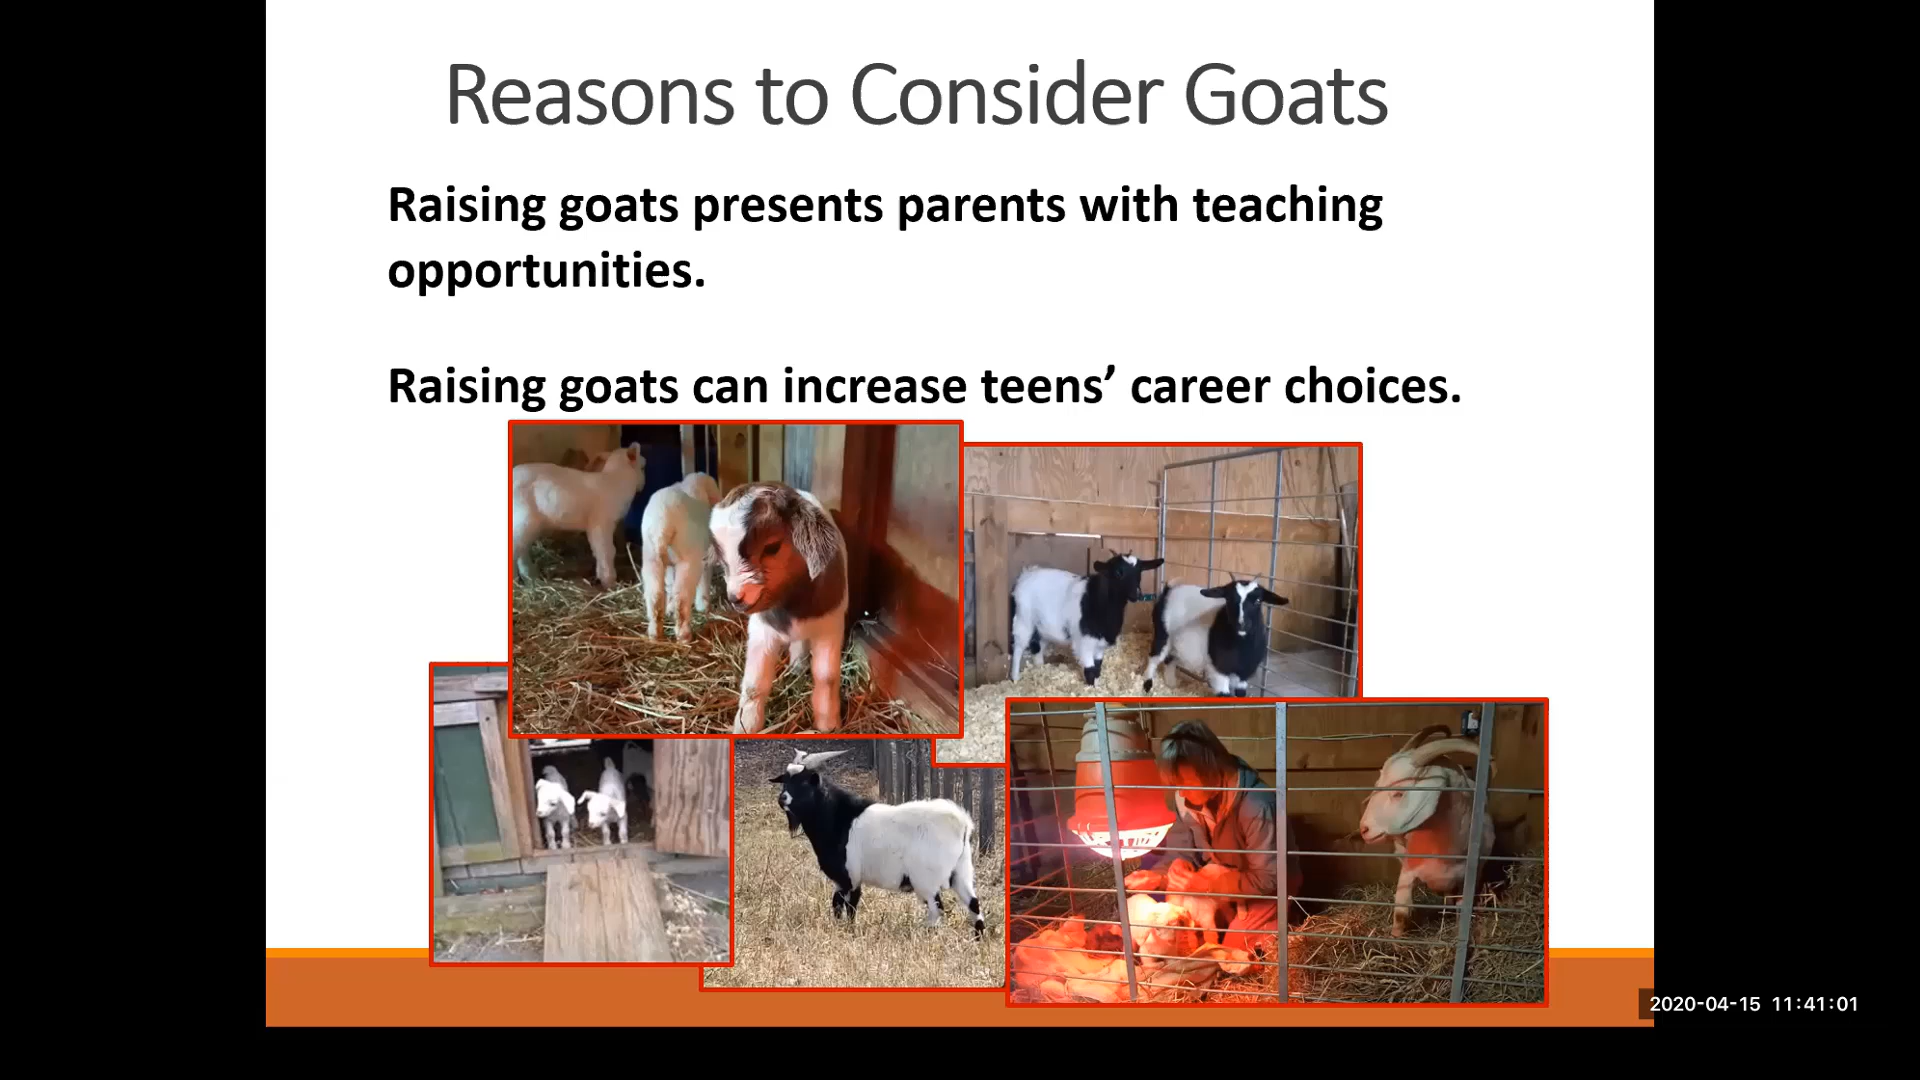 Reasons to Consider Goats
Raising goats presents parents with teaching
opportunities.
Raising goats can increase teens’ career choices.
2020-04-15 11:41:01